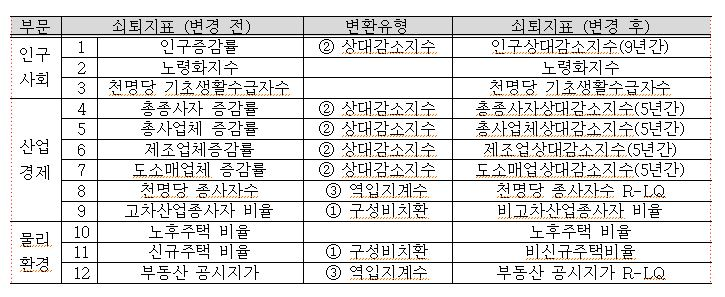 부문 쇠퇴지표 (변경 전) 변환유형 쇠퇴지표 (변경 후)
인구 사회 1 인구증감률 ② 상대감소지수 인구상대감소지수(9년간)
2 노령화지수 노령화지수
3 천명당 기초생활수급자수 천명당 기초생활수급자수
산업 경제 4 총종사자 증감률 ② 상대감소지수 총종사자상대감소지수(5년간)
5 총사업체 증감률 ② 상대감소지수 총사업체상대감소지수(5년간)
6 제조업체증감률 ② 상대감소지수 제조업상대감소지수(5년간)
7 도소매업체 증감률 ② 상대감소지수 도소매업상대감소지수(5년간)
8 천명당 종사자수 ③ 역입지계수 천명당 종사자수 R-LQ
9 고차산업종사자 비율 ① 구성비치환 비고차산업종사자 비율
물리 환경 10 노후주택 비율 노후주택 비율
11 신규주택 비율 ① 구성비치환 비신규주택비율
12 부동산 공시지가 ③ 역입지계수 부동산 공시지가 R-LQ